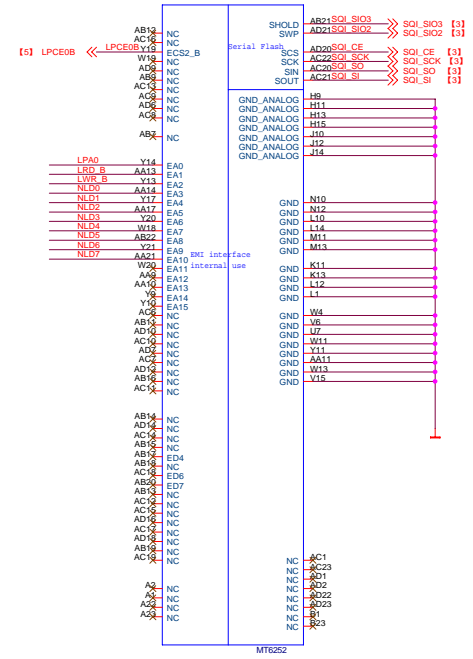 AB12 NC
AC16 NC
【5】 LPCE0B LPCE0B Y19 ECS2_B
W19 NC
AD9 NC
AB9 NC
AC13 NC
AC9 NC
AD6 NC
AC8 NC
AB7 NC
LPA0 Y14 EA0
LRD_B AA13 EA1
LWR_B Y13 EA2
NLD0 AA14 EA3
NLD1 Y17 EA4
NLD2 AA17 EA5
NLD3 Y20 EA6
NLD4 W18 EA7
NLD5 AB22 EA8
NLD6 Y21 EA9
NLD7 AA21 EA10
W20 EA11
AA9 EA12
AA10 EA13
Y9 EA14
Y10 EA15
AC6 NC
AB11 NC
AD10 NC
AC10 NC
AD7 NC
AC7 NC
AD12 NC
AB16 NC
AC11 NC
AB14 NC
AD14 NC
AC14 NC
AB15 NC
AB17 ED4
AB18 NC
AC18 ED6
AB20 ED7
AB13 NC
AC12 NC
AC15 NC
AD16 NC
AC17 NC
AD18 NC
AB19 NC
AC19 NC
A2 NC
A1 NC
A22 NC
A23 NC
Serial Flash
EMI interface
internal use
SHOLD AB21 SQI_SIO3 SQI_SIO3 【3】
SWP AD21 SQI_SIO2 SQI_SIO2 【3】
SCS AD20 SQI_CE SQI_CE 【3】
SCK AC22 SQI_SCK SQI_SCK 【3】
SIN AC20 SQI_SO SQI_SO 【3】
SOUT AC21 SQI_SI SQI_SI 【3】
GND_ANALOG H9
GND_ANALOG H11
GND_ANALOG H13
GND_ANALOG H15
GND_ANALOG J10
GND_ANALOG J12
GND_ANALOG J14
GND N10
GND N12
GND L10
GND L14
GND M11
GND M13
GND K11
GND K13
GND L12
GND L1
GND W4
GND V6
GND U7
GND W11
GND Y11
GND AA11
GND W13
GND V15
NC AC1
NC AC23
NC AD1
NC AD2
NC AD22
NC AD23
NC B1
NC B23
MT6252